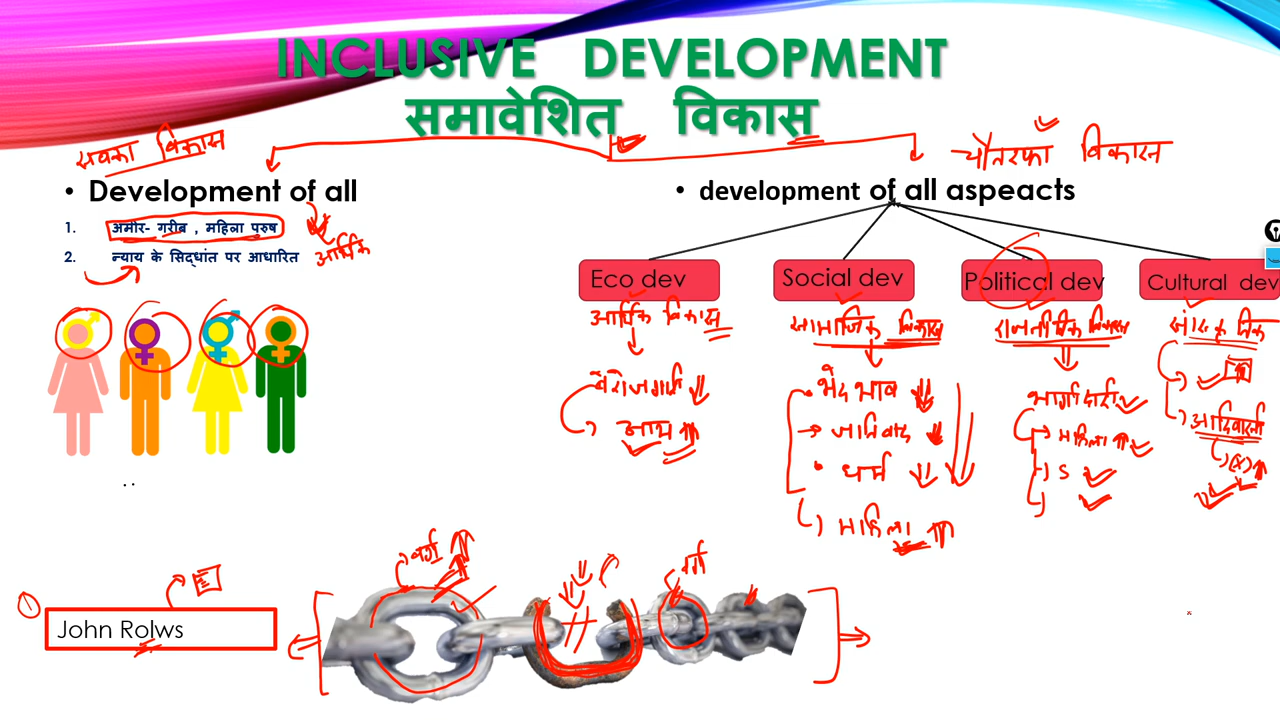 INCLUSIVE DEVELOPMENT
समावेशित विकास
सबका विकास
चौतरफा विकास
• Development of all
• development of all aspeacts
1. अमीर- गरीब , महिला पुरुष
2. न्याय के सिद्धांत पर आधारित
आर्थिक
Eco dev
Social dev
Political dev
Cultural dev
आर्थिक विकास
सामाजिक विकास
राजनीतिक विकास
भेदभाव
भागीदारी
आय
जातिवाद
महिला
आदिवासी
धर्म
S
महिला
..
वर्ग
वर्ग
1
John Rolws